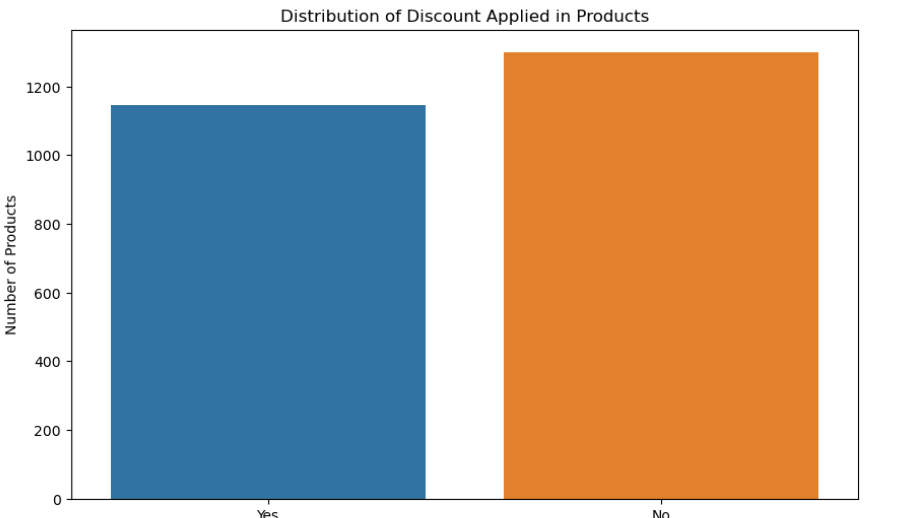 Distribution of Discount Applied in Products
Number of Products
1200
1000
800
600
400
200
0
Yes
No